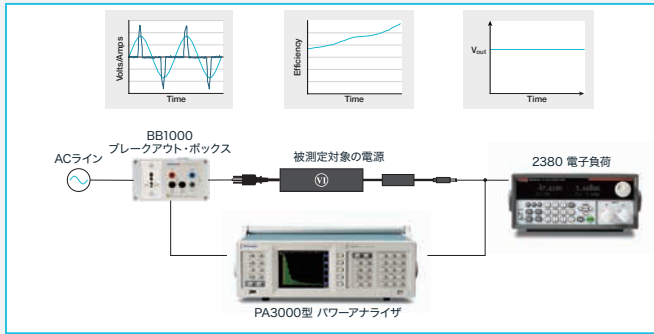 Volts/Amps
Time
Efficiency
Time
Vout
Time
ACライン
BB1000
ブレークアウト・ボックス
被測定対象の電源
VI
2380 電子負荷
PA3000型 パワーアナライザ